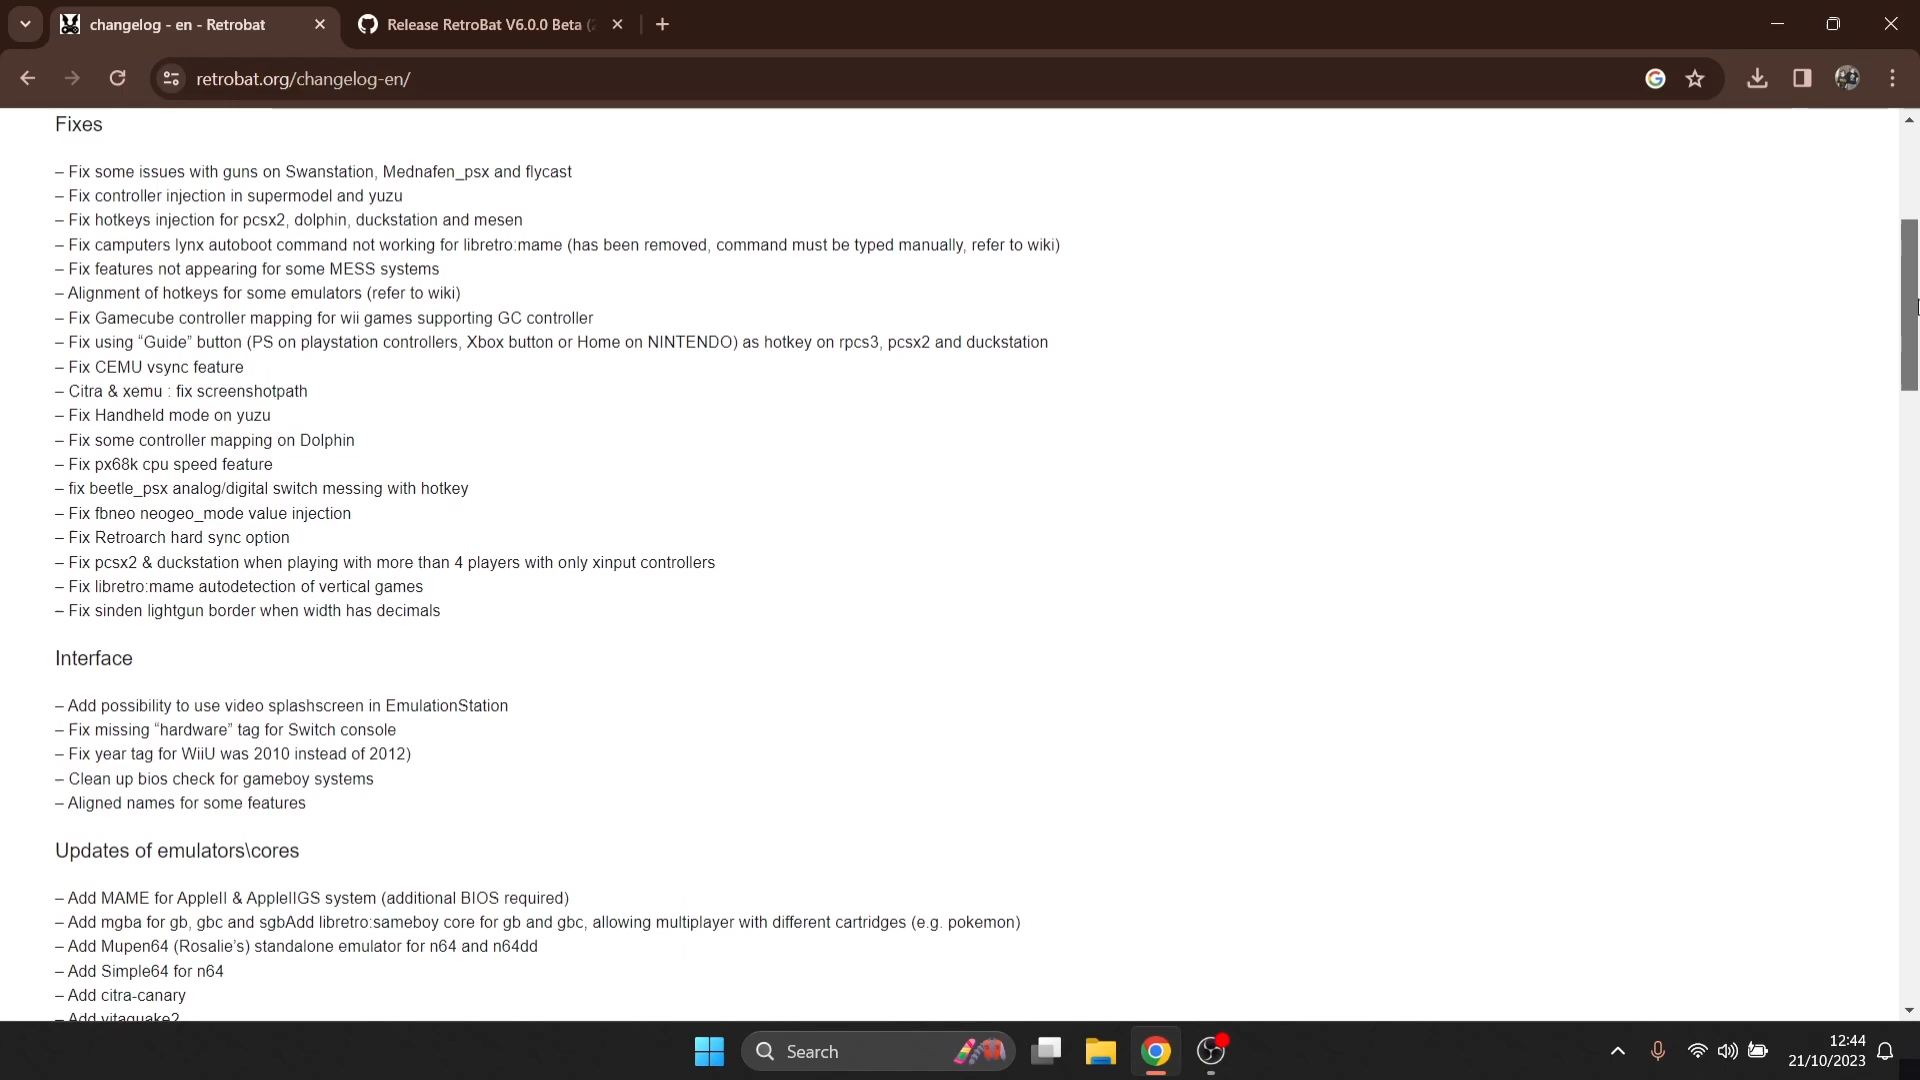 changelog - en - Retrobat
Release RetroBat V6.0.0 Beta (
retrobat.org/changelog-en/
Fixes
– Fix some issues with guns on Swanstation, Mednafen_psx and flycast
– Fix controller injection in supermodel and yuzu
– Fix hotkeys injection for pcsx2, dolphin, duckstation and mesen
– Fix camputers lynx autoboot command not working for libretro:mame (has been removed, command must be typed manually, refer to wiki)
– Fix features not appearing for some MESS systems
– Alignment of hotkeys for some emulators (refer to wiki)
– Fix Gamecube controller mapping for wii games supporting GC controller
– Fix using “Guide” button (PS on playstation controllers, Xbox button or Home on NINTENDO) as hotkey on rpcs3, pcsx2 and duckstation
– Fix CEMU vsync feature
– Citra & xemu : fix screenshotpath
– Fix Handheld mode on yuzu
– Fix some controller mapping on Dolphin
– Fix px68k cpu speed feature
– fix beetle_psx analog/digital switch messing with hotkey
– Fix fbneo neogeo_mode value injection
– Fix Retroarch hard sync option
– Fix pcsx2 & duckstation when playing with more than 4 players with only xinput controllers
– Fix libretro:mame autodetection of vertical games
– Fix sinden lightgun border when width has decimals
Interface
– Add possibility to use video splashscreen in EmulationStation
– Fix missing “hardware” tag for Switch console
– Fix year tag for WiiU was 2010 instead of 2012)
– Clean up bios check for gameboy systems
– Aligned names for some features
Updates of emulators\cores
– Add MAME for AppleII & AppleIIGS system (additional BIOS required)
– Add mgba for gb, gbc and sgbAdd libretro:sameboy core for gb and gbc, allowing multiplayer with different cartridges (e.g. pokemon)
– Add Mupen64 (Rosalie’s) standalone emulator for n64 and n64dd
– Add Simple64 for n64
– Add citra-canary
– Add vitaquake2
Search
12:44
21/10/2023